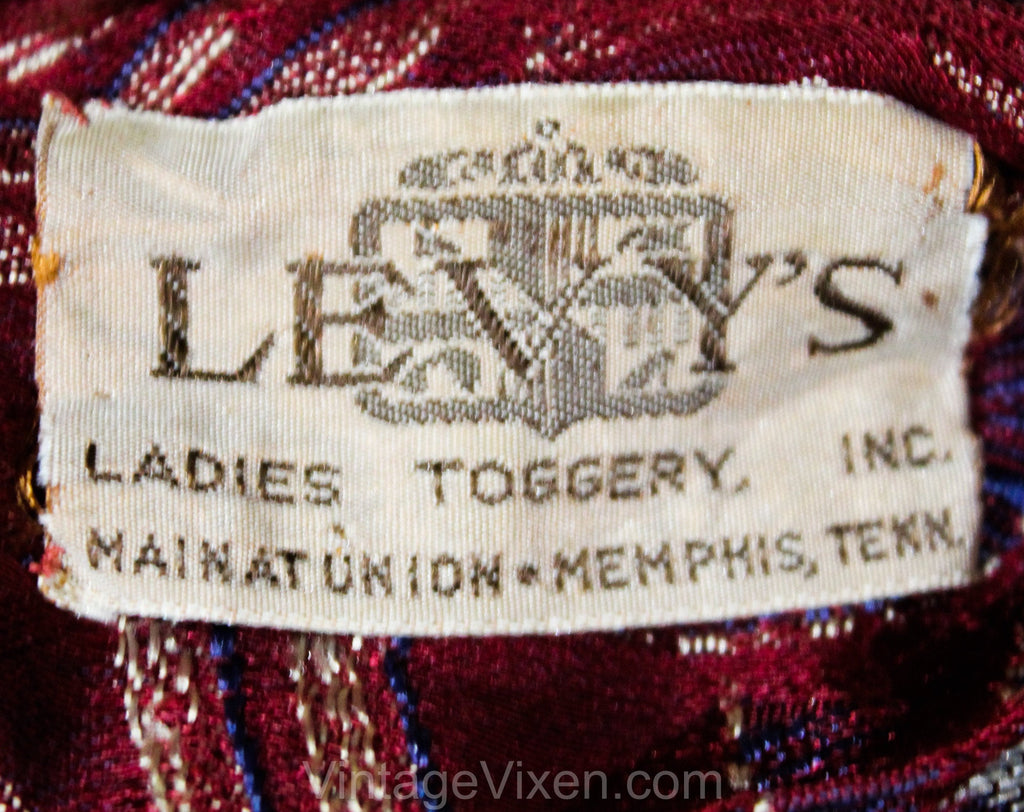 LEVY'S
LADIES TOGGERY, INC.
MAIN AT UNION • MEMPHIS, TENN.
VintageVixen.com